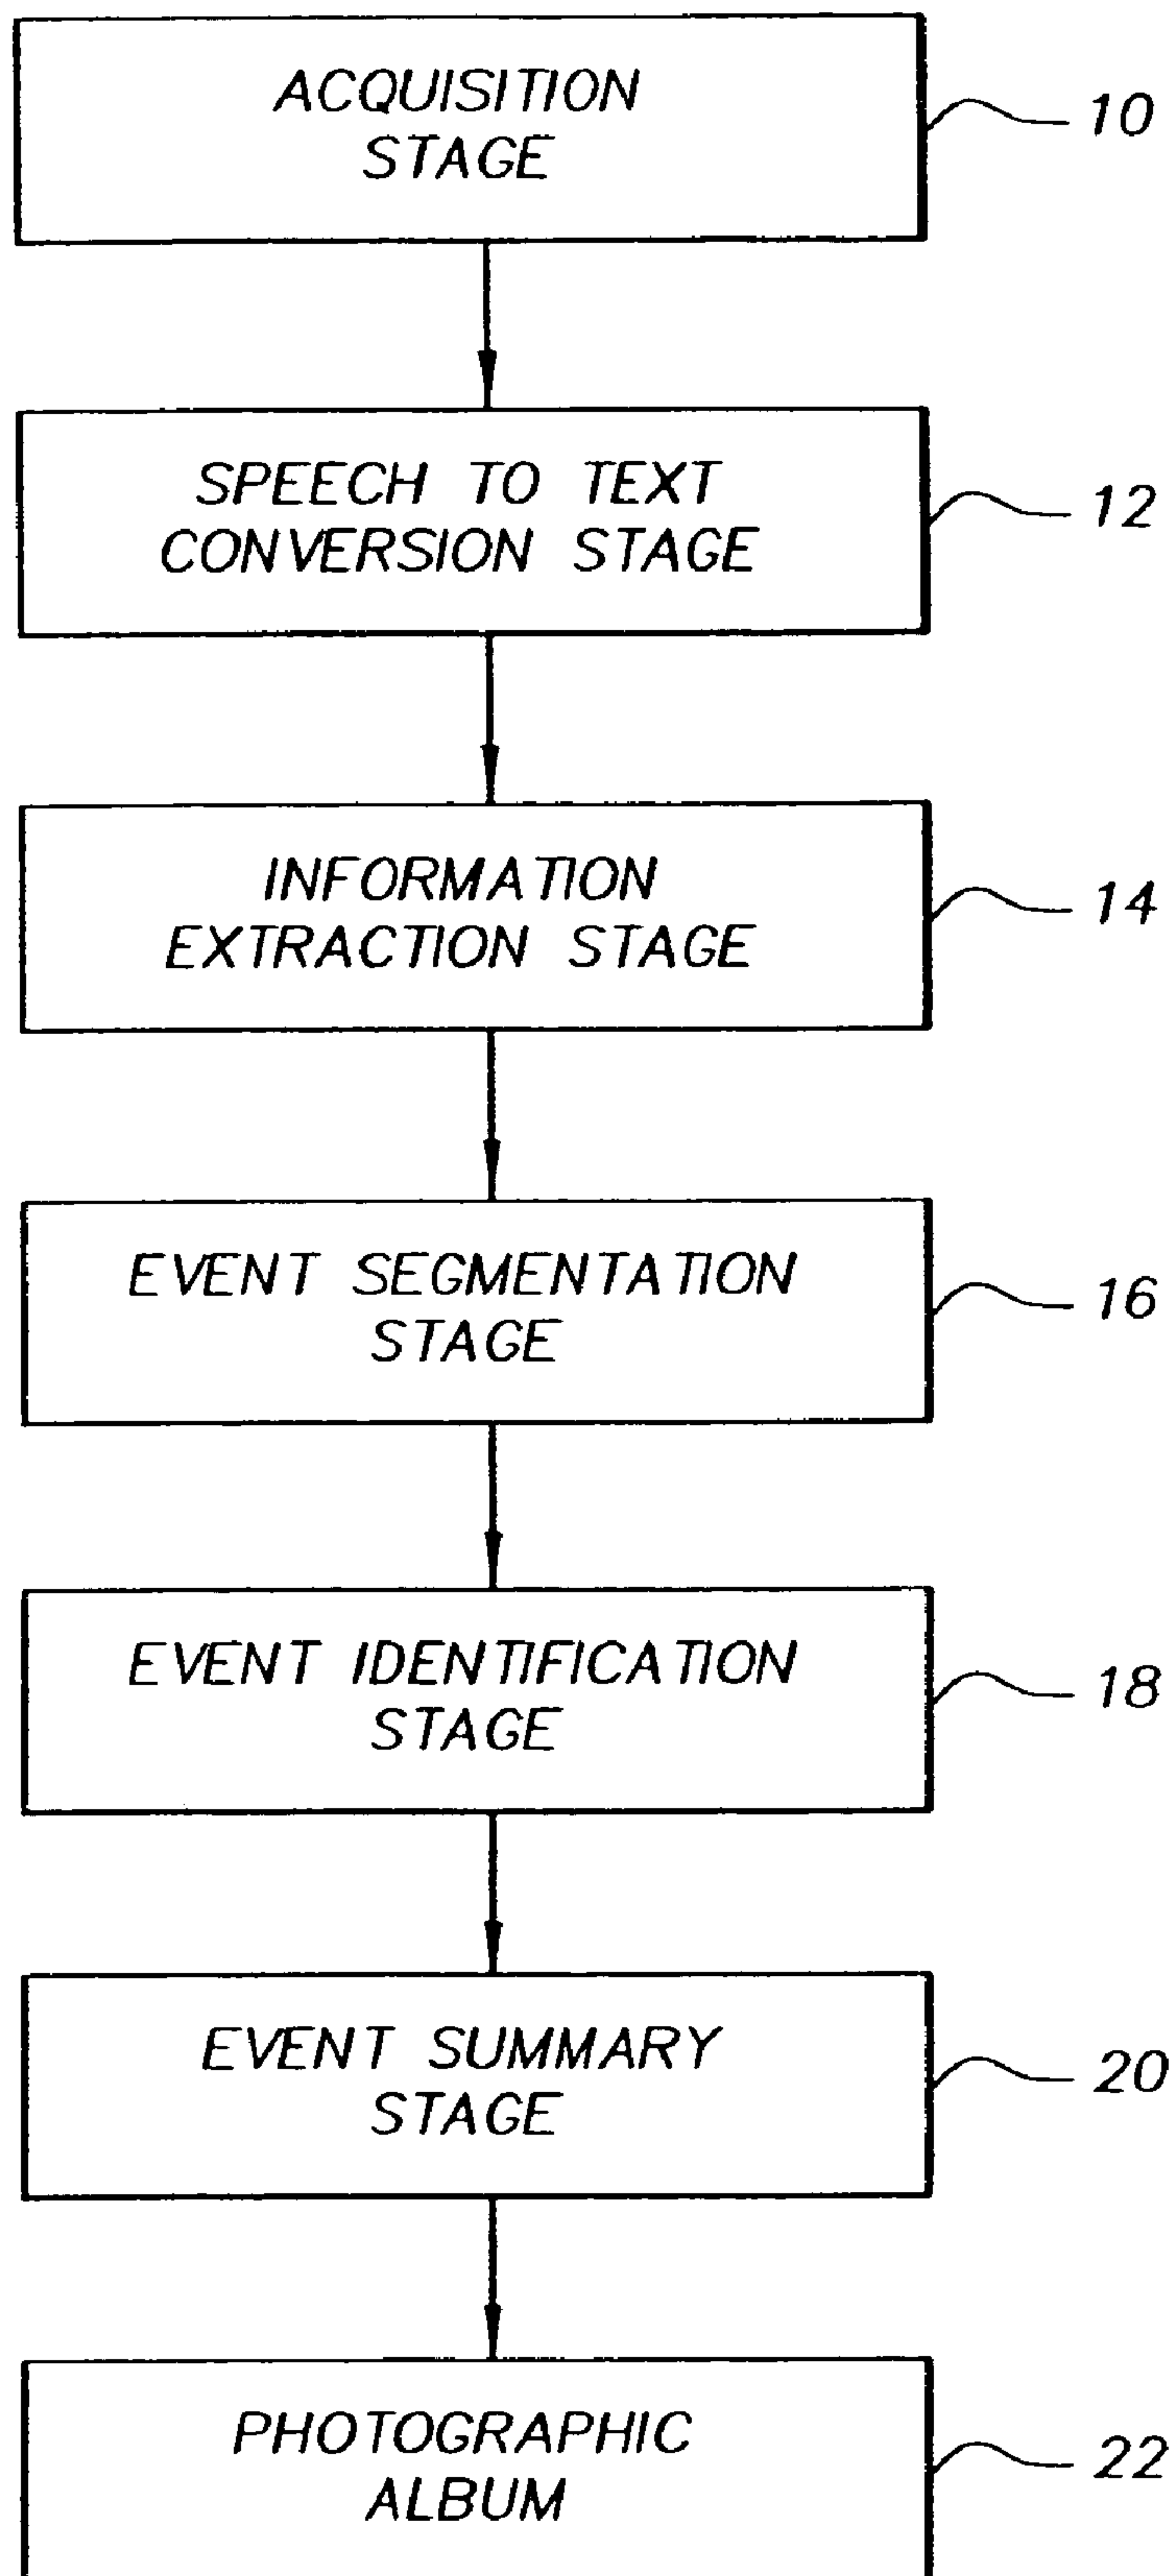 ACQUISITION
STAGE
10
SPEECH TO TEXT
CONVERSION STAGE
12
INFORMATION
EXTRACTION STAGE
14
EVENT SEGMENTATION
STAGE
16
EVENT IDENTIFICATION
STAGE
18
EVENT SUMMARY
STAGE
20
PHOTOGRAPHIC
ALBUM
22